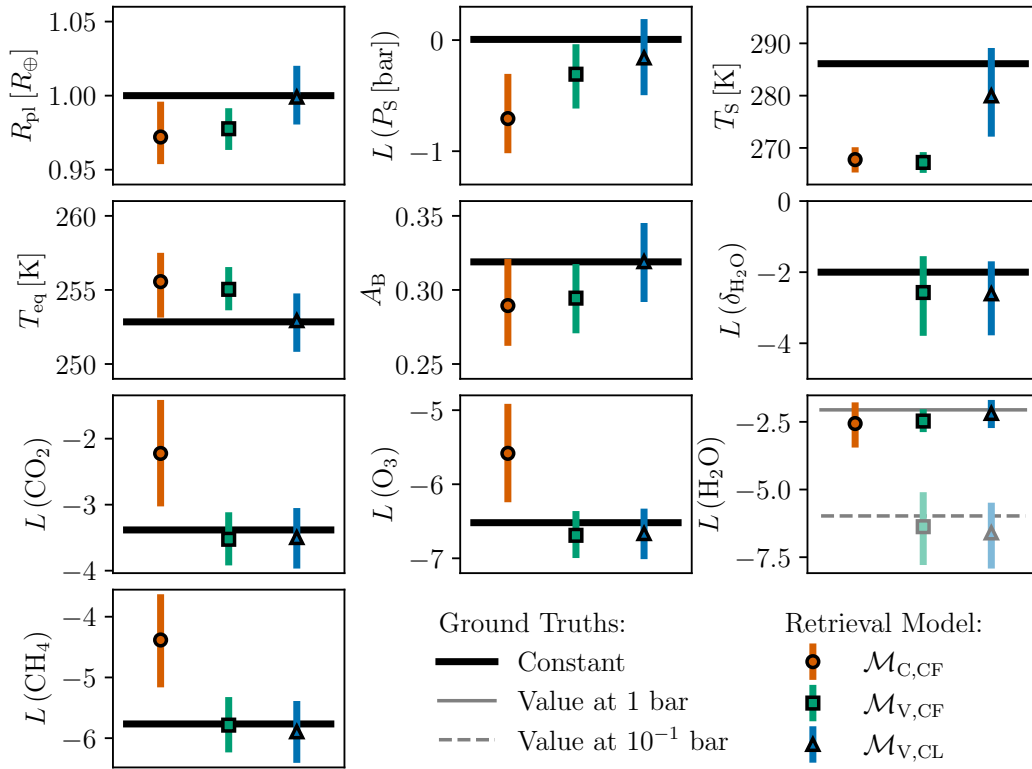 R_pl [R_⊕]
1.05
1.00
0.95
L (P_S [bar])
0
−1
T_S [K]
290
280
270
T_eq [K]
260
255
250
A_B
0.35
0.30
0.25
L (δ_H₂O)
0
−2
−4
L (CO₂)
−2
−3
−4
L (O₃)
−5
−6
−7
L (H₂O)
−2.5
−5.0
−7.5
L (CH₄)
−4
−5
−6
Ground Truths:
Constant
Value at 1 bar
Value at 10⁻¹ bar
Retrieval Model:
ℳ_C,CF
ℳ_V,CF
ℳ_V,CL